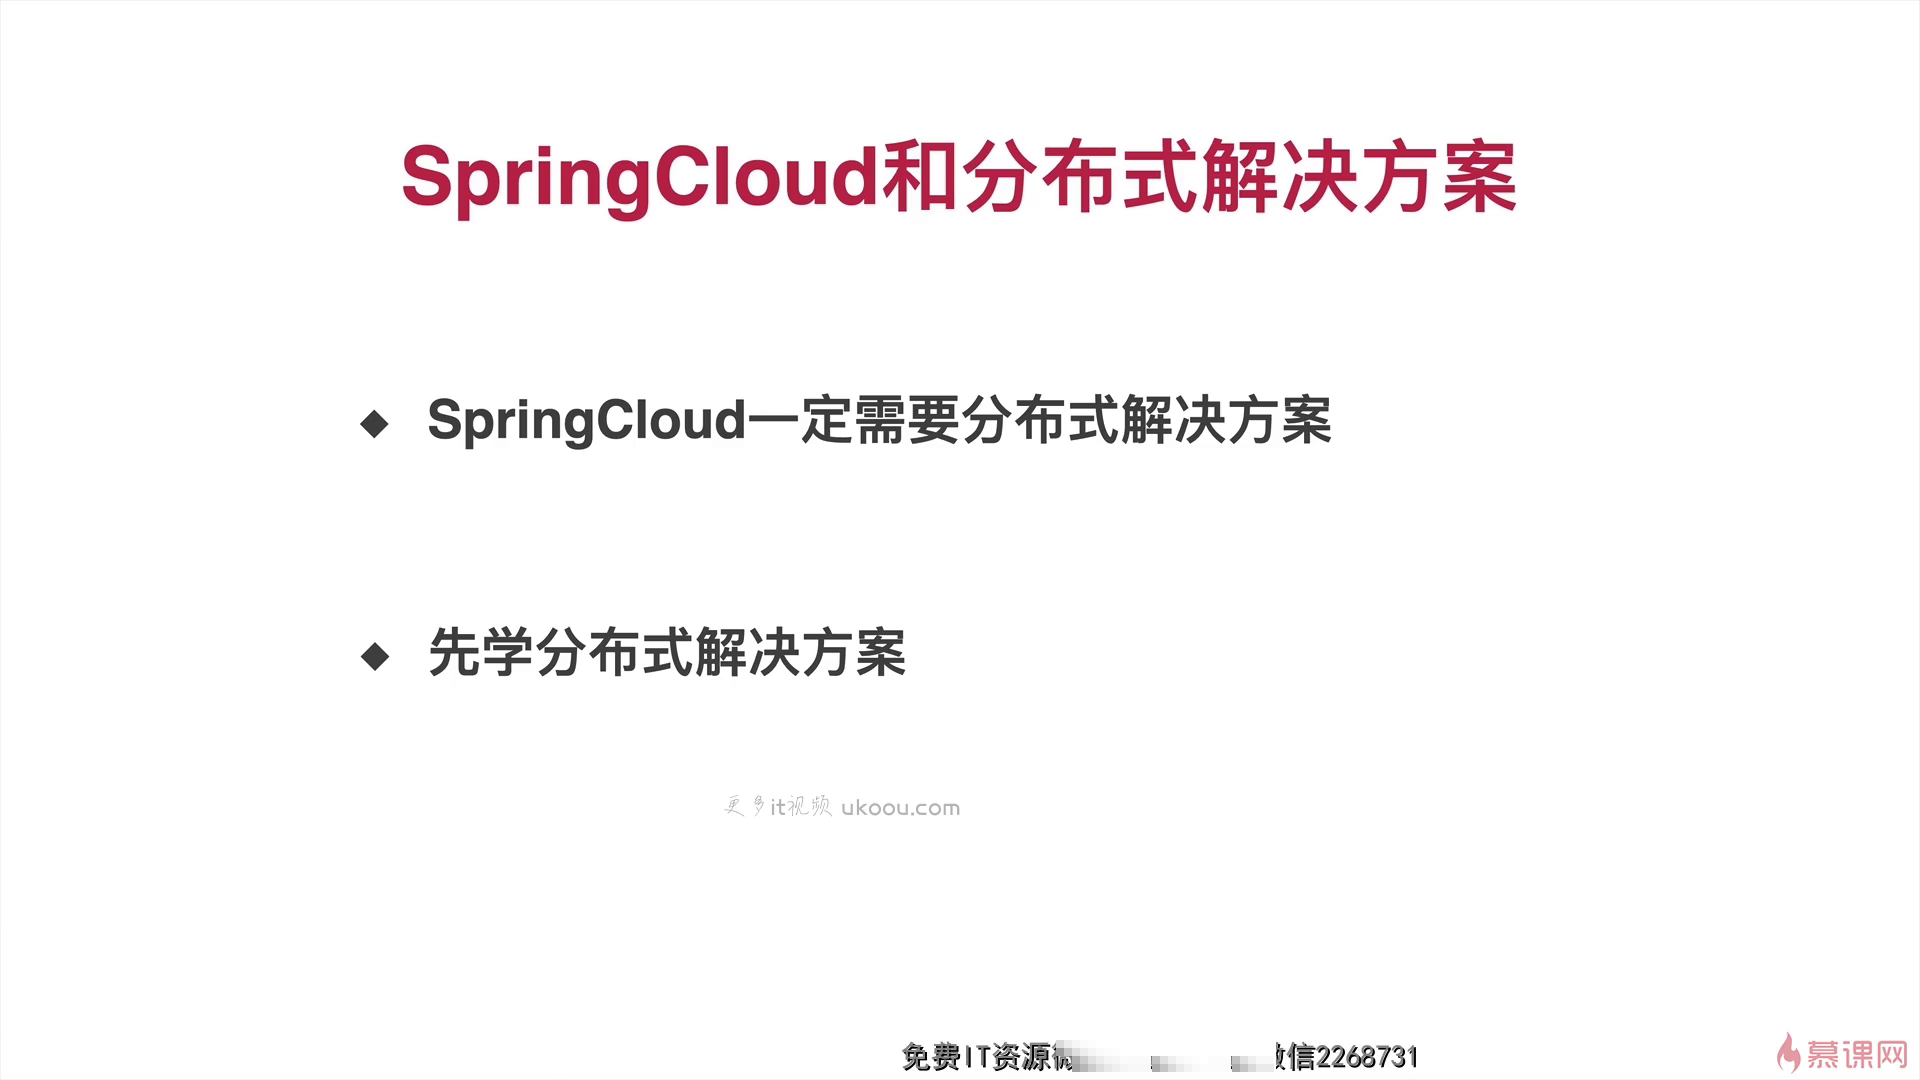 SpringCloud和分布式解决方案
◆ SpringCloud一定需要分布式解决方案
◆ 先学分布式解决方案
更多it视频 ukoou.com
免费IT资源 信2268731
慕课网